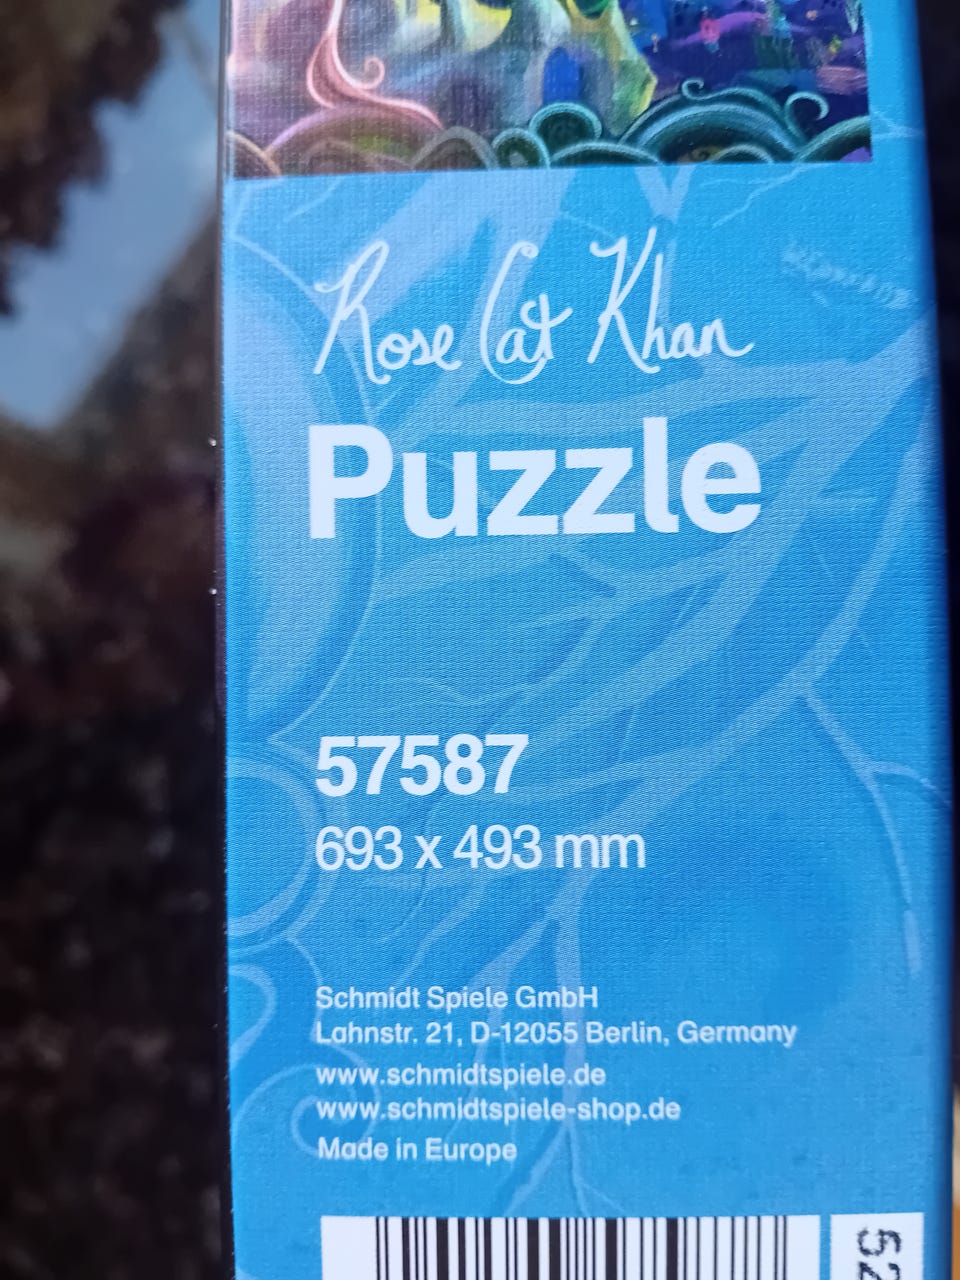 Rose Cat Khan
Puzzle
57587
693 x 493 mm
Schmidt Spiele GmbH
Lahnstr. 21, D-12055 Berlin, Germany
www.schmidtspiele.de
www.schmidtspiele-shop.de
Made in Europe
52